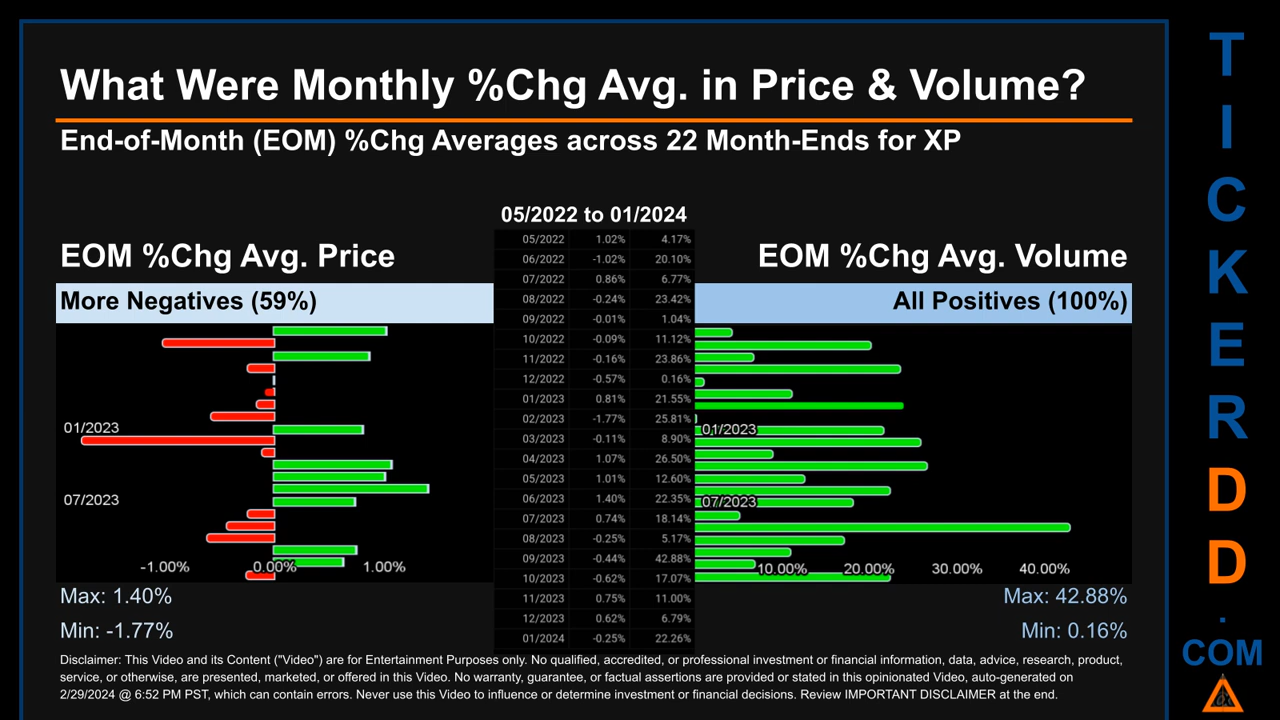 What Were Monthly %Chg Avg. in Price & Volume?
End-of-Month (EOM) %Chg Averages across 22 Month-Ends for XP
05/2022 to 01/2024
EOM %Chg Avg. Price
EOM %Chg Avg. Volume
More Negatives (59%)
All Positives (100%)
05/2022 1.02% 4.17%
06/2022 -1.02% 20.10%
07/2022 0.86% 6.77%
08/2022 -0.24% 23.42%
09/2022 -0.01% 1.04%
10/2022 -0.09% 11.12%
11/2022 -0.16% 23.86%
12/2022 -0.57% 0.16%
01/2023 0.81% 21.55%
02/2023 -1.77% 25.81%
03/2023 -0.11% 8.90%
04/2023 1.07% 26.50%
05/2023 1.01% 12.60%
06/2023 1.40% 22.35%
07/2023 0.74% 18.14%
08/2023 -0.25% 5.17%
09/2023 -0.44% 42.88%
10/2023 -0.62% 17.07%
11/2023 0.75% 11.00%
12/2023 0.62% 6.79%
01/2024 -0.25% 22.26%
01/2023
07/2023
-1.00% 0.00% 1.00%
01/2023
07/2023
10.00% 20.00% 30.00% 40.00%
Max: 1.40%
Min: -1.77%
Max: 42.88%
Min: 0.16%
Disclaimer: This Video and its Content ("Video") are for Entertainment Purposes only. No qualified, accredited, or professional investment or financial information, data, advice, research, product,
service, or otherwise, are presented, marketed, or offered in this Video. No warranty, guarantee, or factual assertions are provided or stated in this opinionated Video, auto-generated on
2/29/2024 @ 6:52 PM PST, which can contain errors. Never use this Video to influence or determine investment or financial decisions. Review IMPORTANT DISCLAIMER at the end.
T
I
C
K
E
R
D
D
.
COM